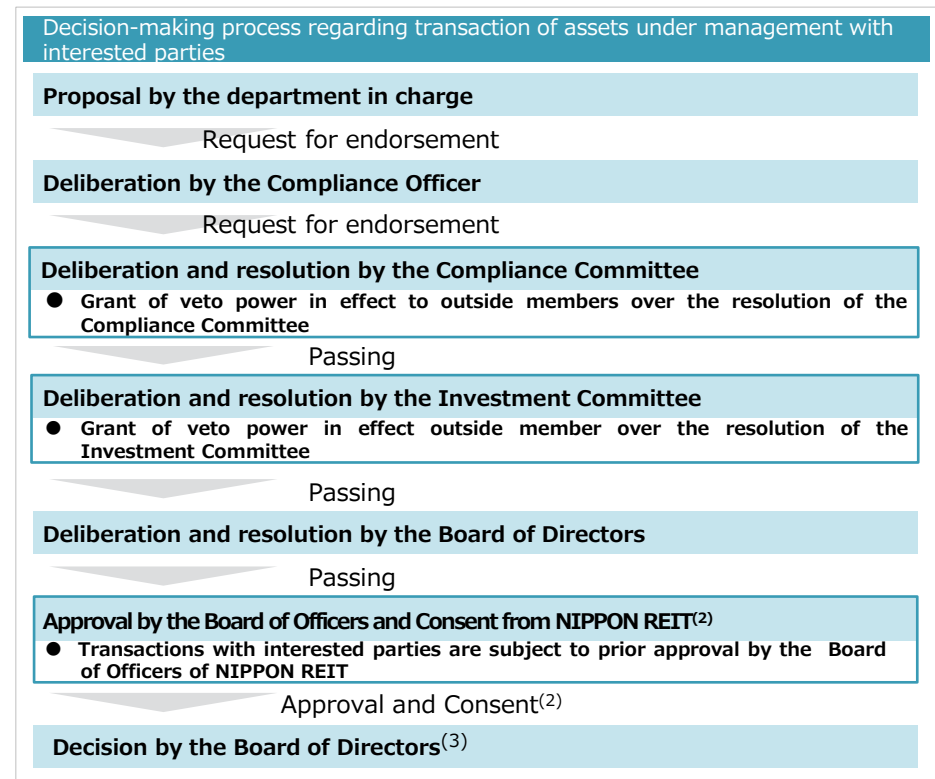 Decision-making process regarding transaction of assets under management with
interested parties
Proposal by the department in charge
Request for endorsement
Deliberation by the Compliance Officer
Request for endorsement
Deliberation and resolution by the Compliance Committee
● Grant of veto power in effect to outside members over the resolution of the
Compliance Committee
Passing
Deliberation and resolution by the Investment Committee
● Grant of veto power in effect outside member over the resolution of the
Investment Committee
Passing
Deliberation and resolution by the Board of Directors
Passing
Approval by the Board of Officers and Consent from NIPPON REIT(2)
● Transactions with interested parties are subject to prior approval by the Board
of Officers of NIPPON REIT
Approval and Consent(2)
Decision by the Board of Directors(3)